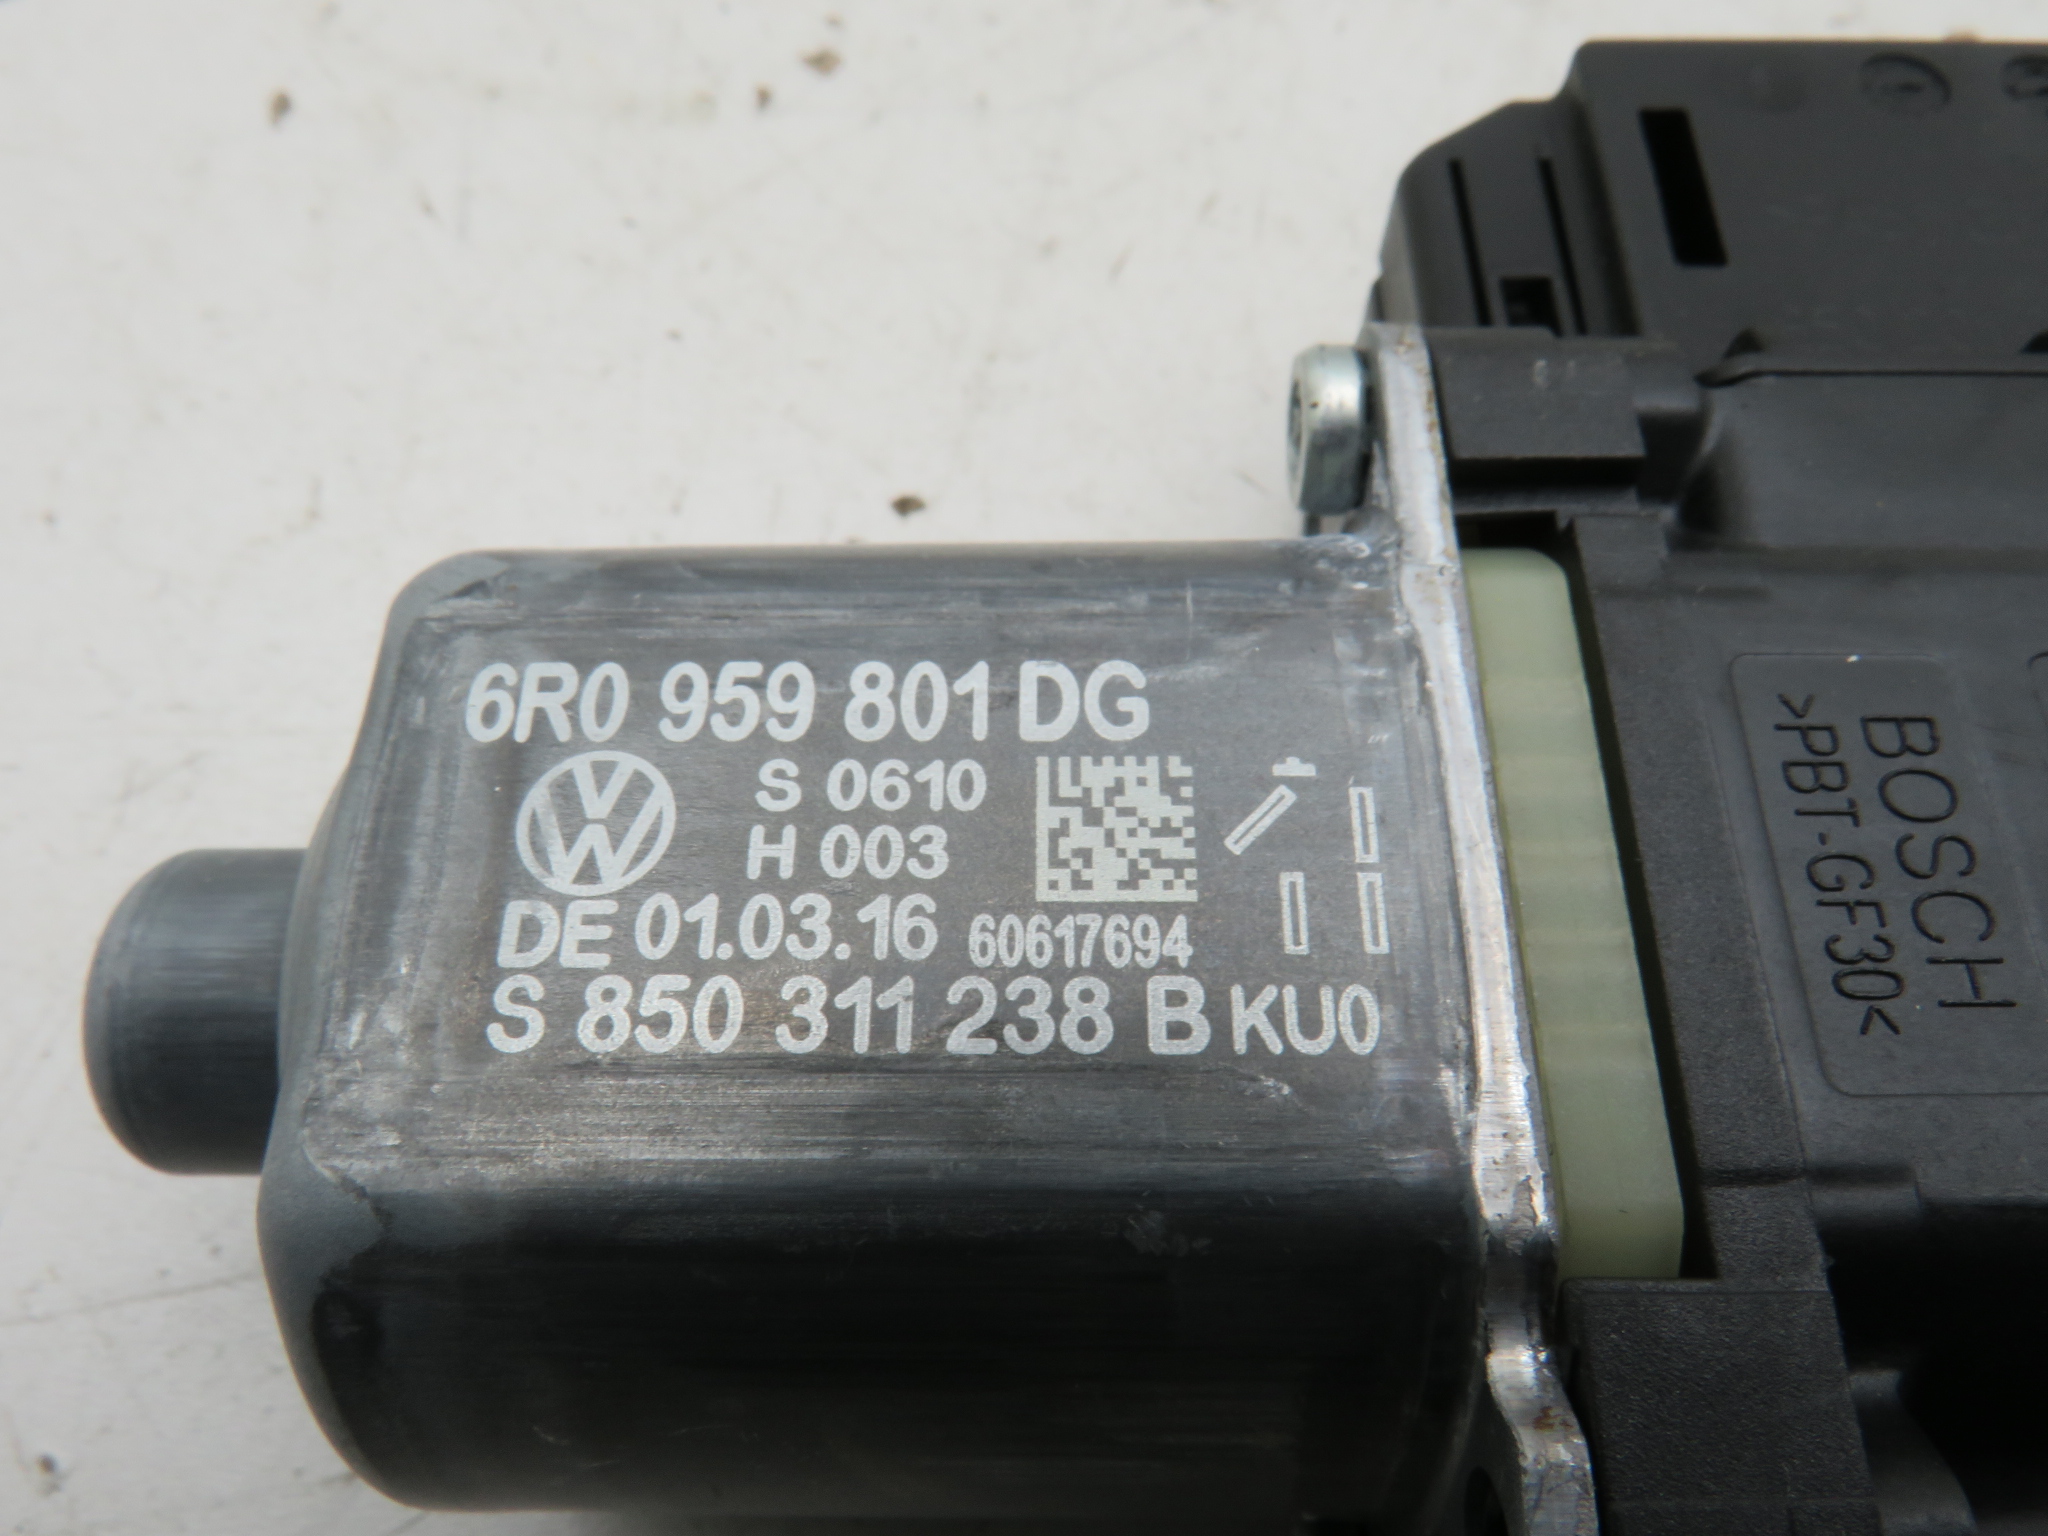 6R0 959 801 DG
S 0610
H 003
DE 01.03.16 60617694
S 850 311 238 B KU0
BOSCH
>PBT-GF30<